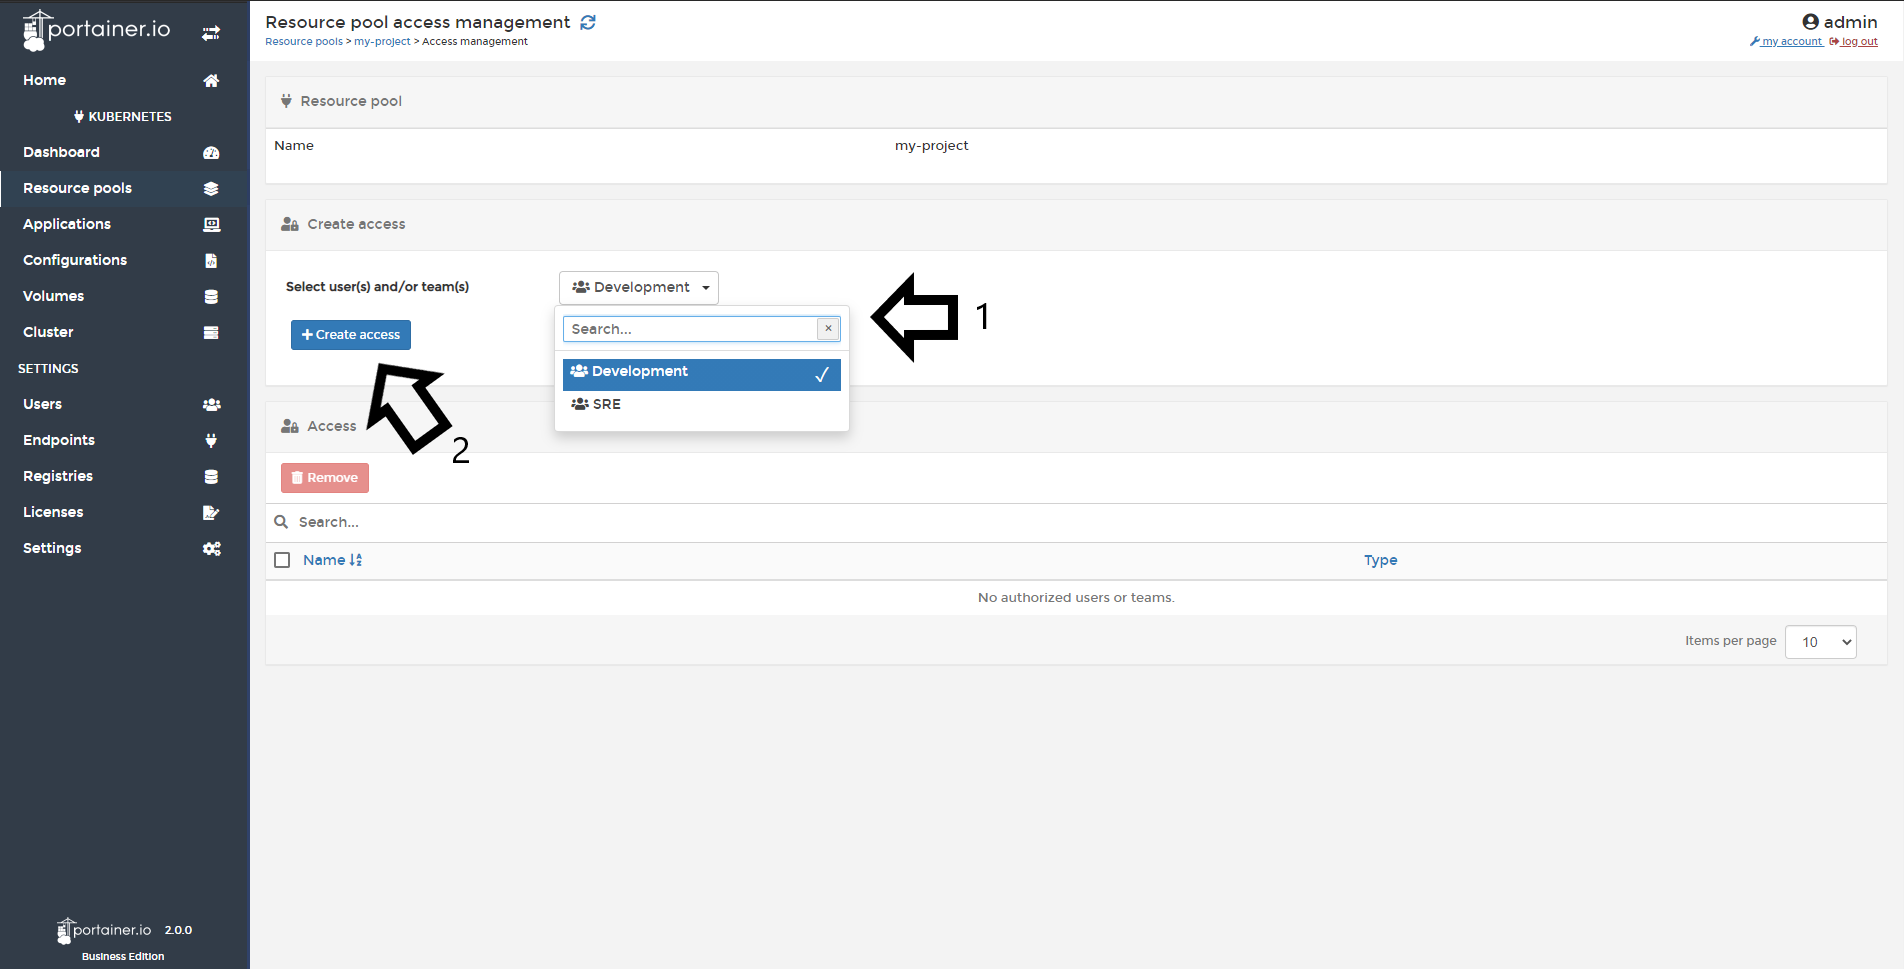 portainer.io
Home
KUBERNETES
Dashboard
Resource pools
Applications
Configurations
Volumes
Cluster
SETTINGS
Users
Endpoints
Registries
Licenses
Settings
portainer.io 2.0.0
Business Edition
Resource pool access management
Resource pools > my-project > Access management
admin
my account log out
Resource pool
Name my-project
Create access
Select user(s) and/or team(s) Development
Search... ×
1
Create access
Development
SRE
2
Access
Remove
Search...
Name Type
No authorized users or teams.
Items per page 10